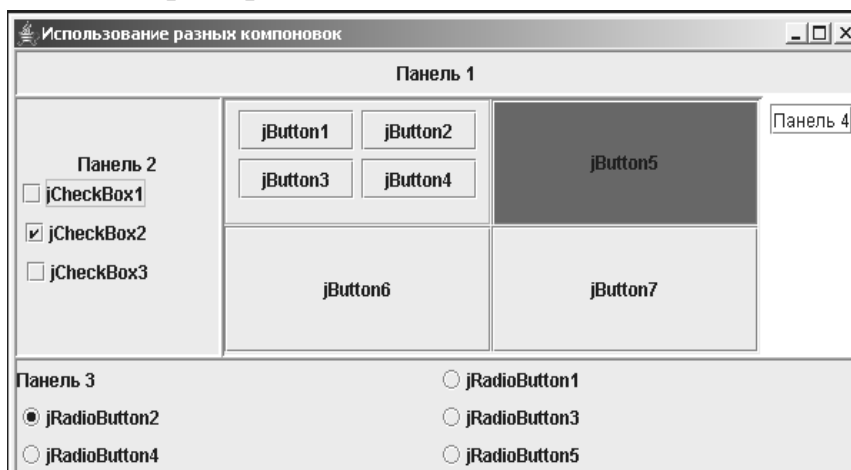 Использование разных компоновок
Панель 1
Панель 2
jCheckBox1
jCheckBox2
jCheckBox3
jButton1 jButton2
jButton3 jButton4
jButton5
jButton6
jButton7
Панель 4
Панель 3
jRadioButton1
jRadioButton2
jRadioButton3
jRadioButton4
jRadioButton5